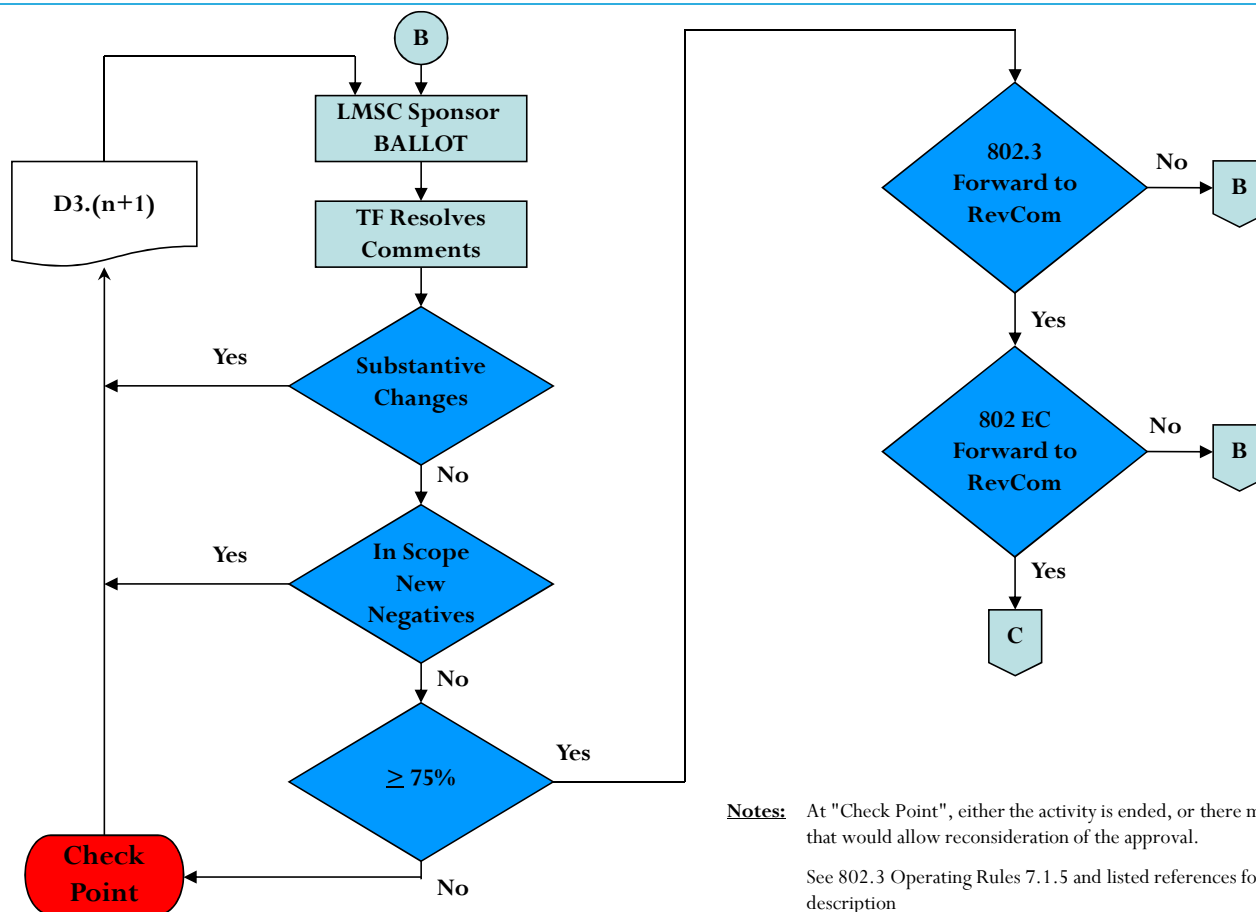 B
LMSC Sponsor
BALLOT
D3.(n+1)
TF Resolves
Comments
Substantive
Changes
Yes
No
In Scope
New
Negatives
Yes
No
≥ 75%
Yes
No
Check
Point
802.3
Forward to
RevCom
No
B
Yes
802 EC
Forward to
RevCom
No
B
Yes
C
Notes: At "Check Point", either the activity is ended, or there
that would allow reconsideration of the approval.
See 802.3 Operating Rules 7.1.5 and listed references
description